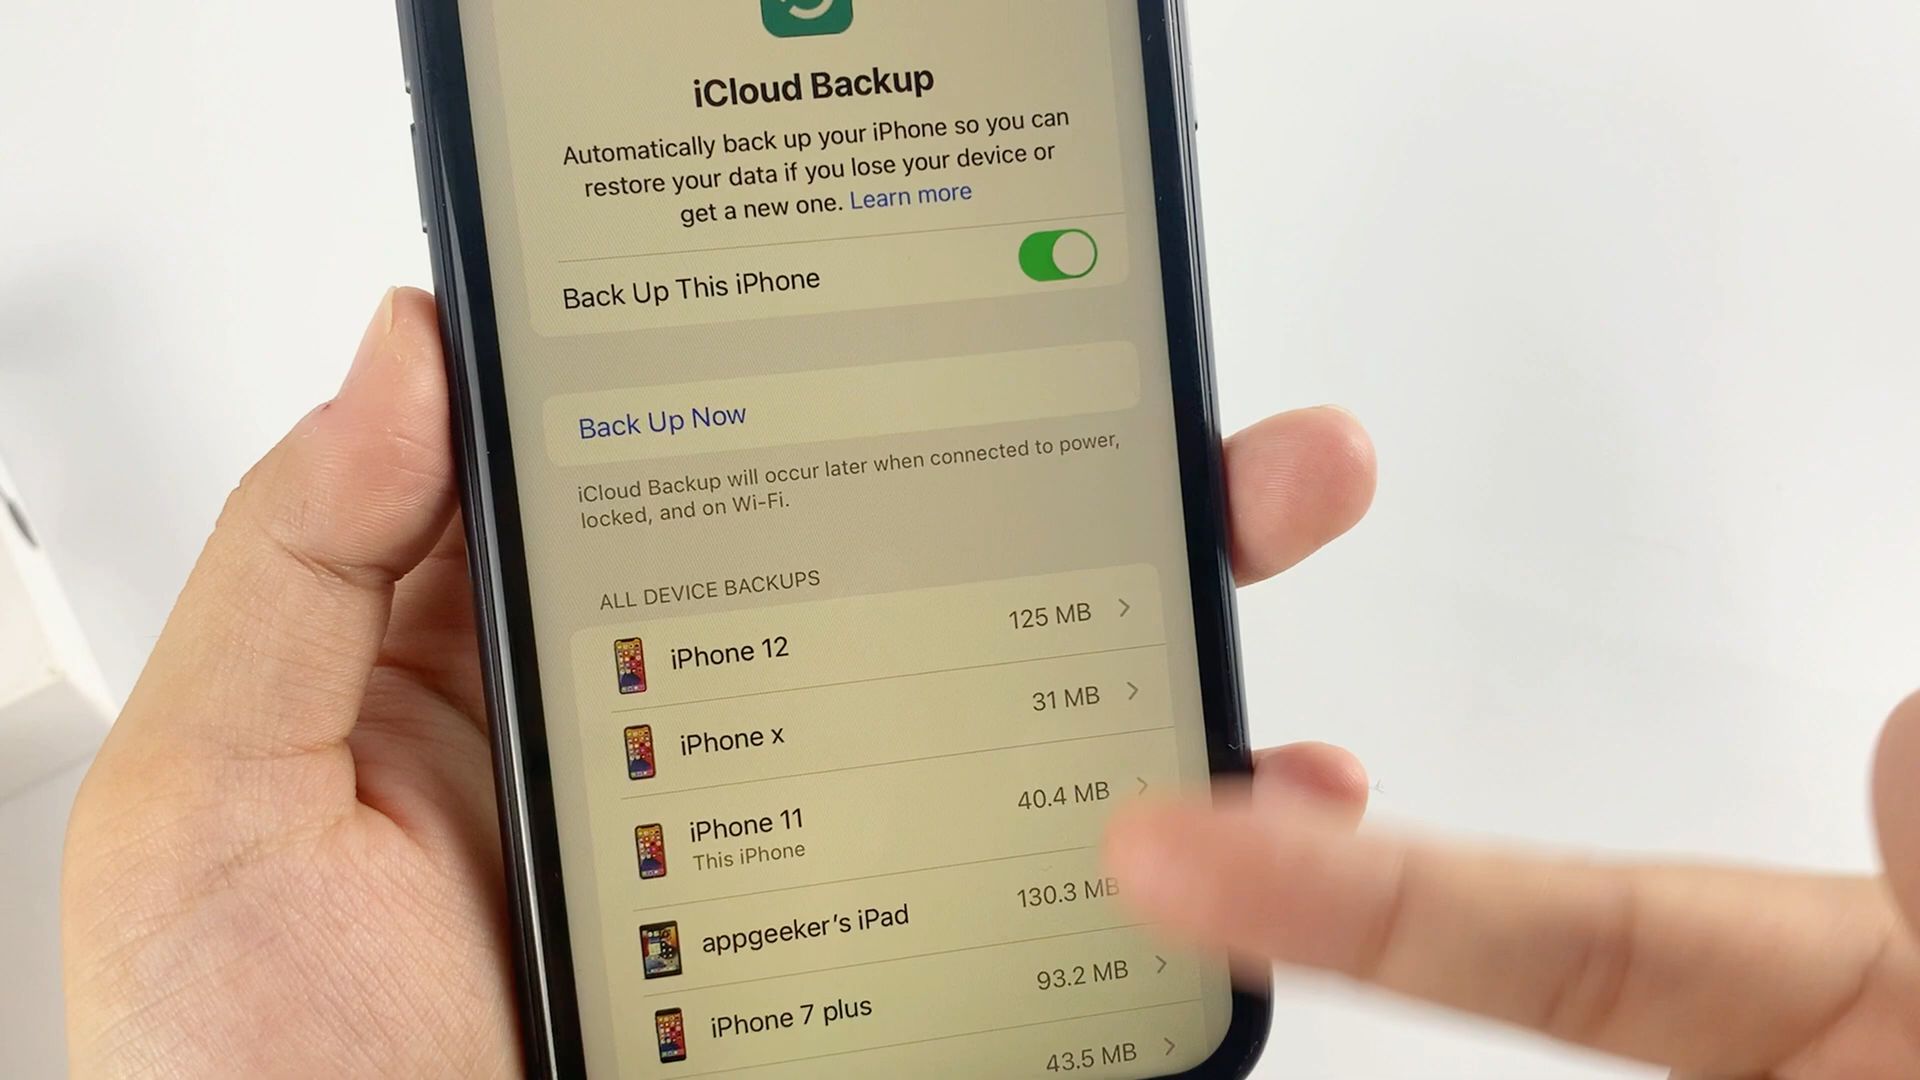 iCloud Backup
Automatically back up your iPhone so you can
restore your data if you lose your device or
get a new one. Learn more
Back Up This iPhone
Back Up Now
iCloud Backup will occur later when connected to power,
locked, and on Wi-Fi.
ALL DEVICE BACKUPS
iPhone 12 125 MB
iPhone x 31 MB
iPhone 11 40.4 MB
This iPhone
appgeeker's iPad 130.3 MB
iPhone 7 plus 93.2 MB
43.5 MB